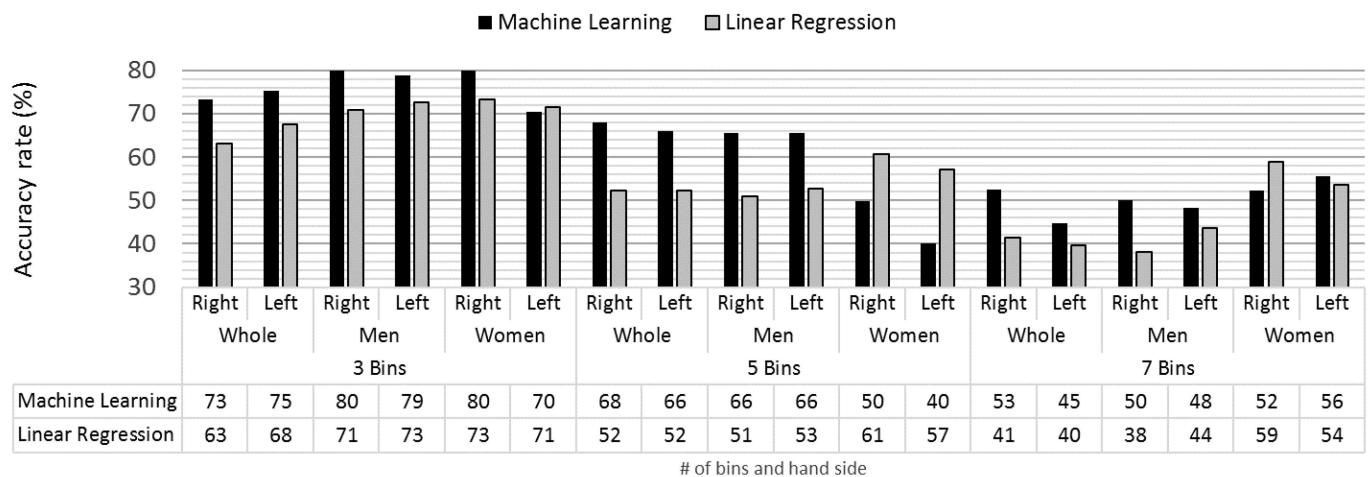 Machine Learning Linear Regression
Accuracy rate (%)
80
70
60
50
40
30
Right Left Right Left Right Left Right Left Right Left Right Left Right Left Right Left Right Left
Whole Men Women Whole Men Women Whole Men Women
3 Bins 5 Bins 7 Bins
Machine Learning 73 75 80 79 80 70 68 66 66 66 50 40 53 45 50 48 52 56
Linear Regression 63 68 71 73 73 71 52 52 51 53 61 57 41 40 38 44 59 54
# of bins and hand side